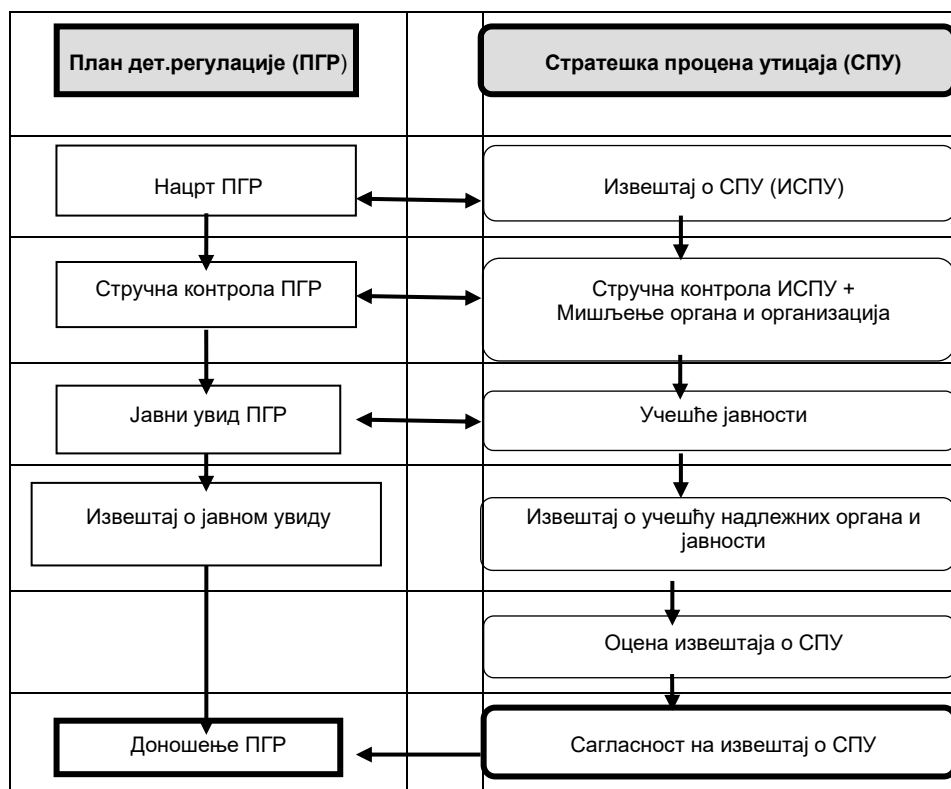 План дет.регулације (ПГР)
Стратешка процена утицаја (СПУ)
Нацрт ПГР
Извештај о СПУ (ИСПУ)
Стручна контрола ПГР
Стручна контрола ИСПУ +
Мишљење органа и организација
Јавни увид ПГР
Учешће јавности
Извештај о јавном увиду
Извештај о учешћу надлежних органа и
јавности
Оцена извештаја о СПУ
Доношење ПГР
Сагласност на извештај о СПУ